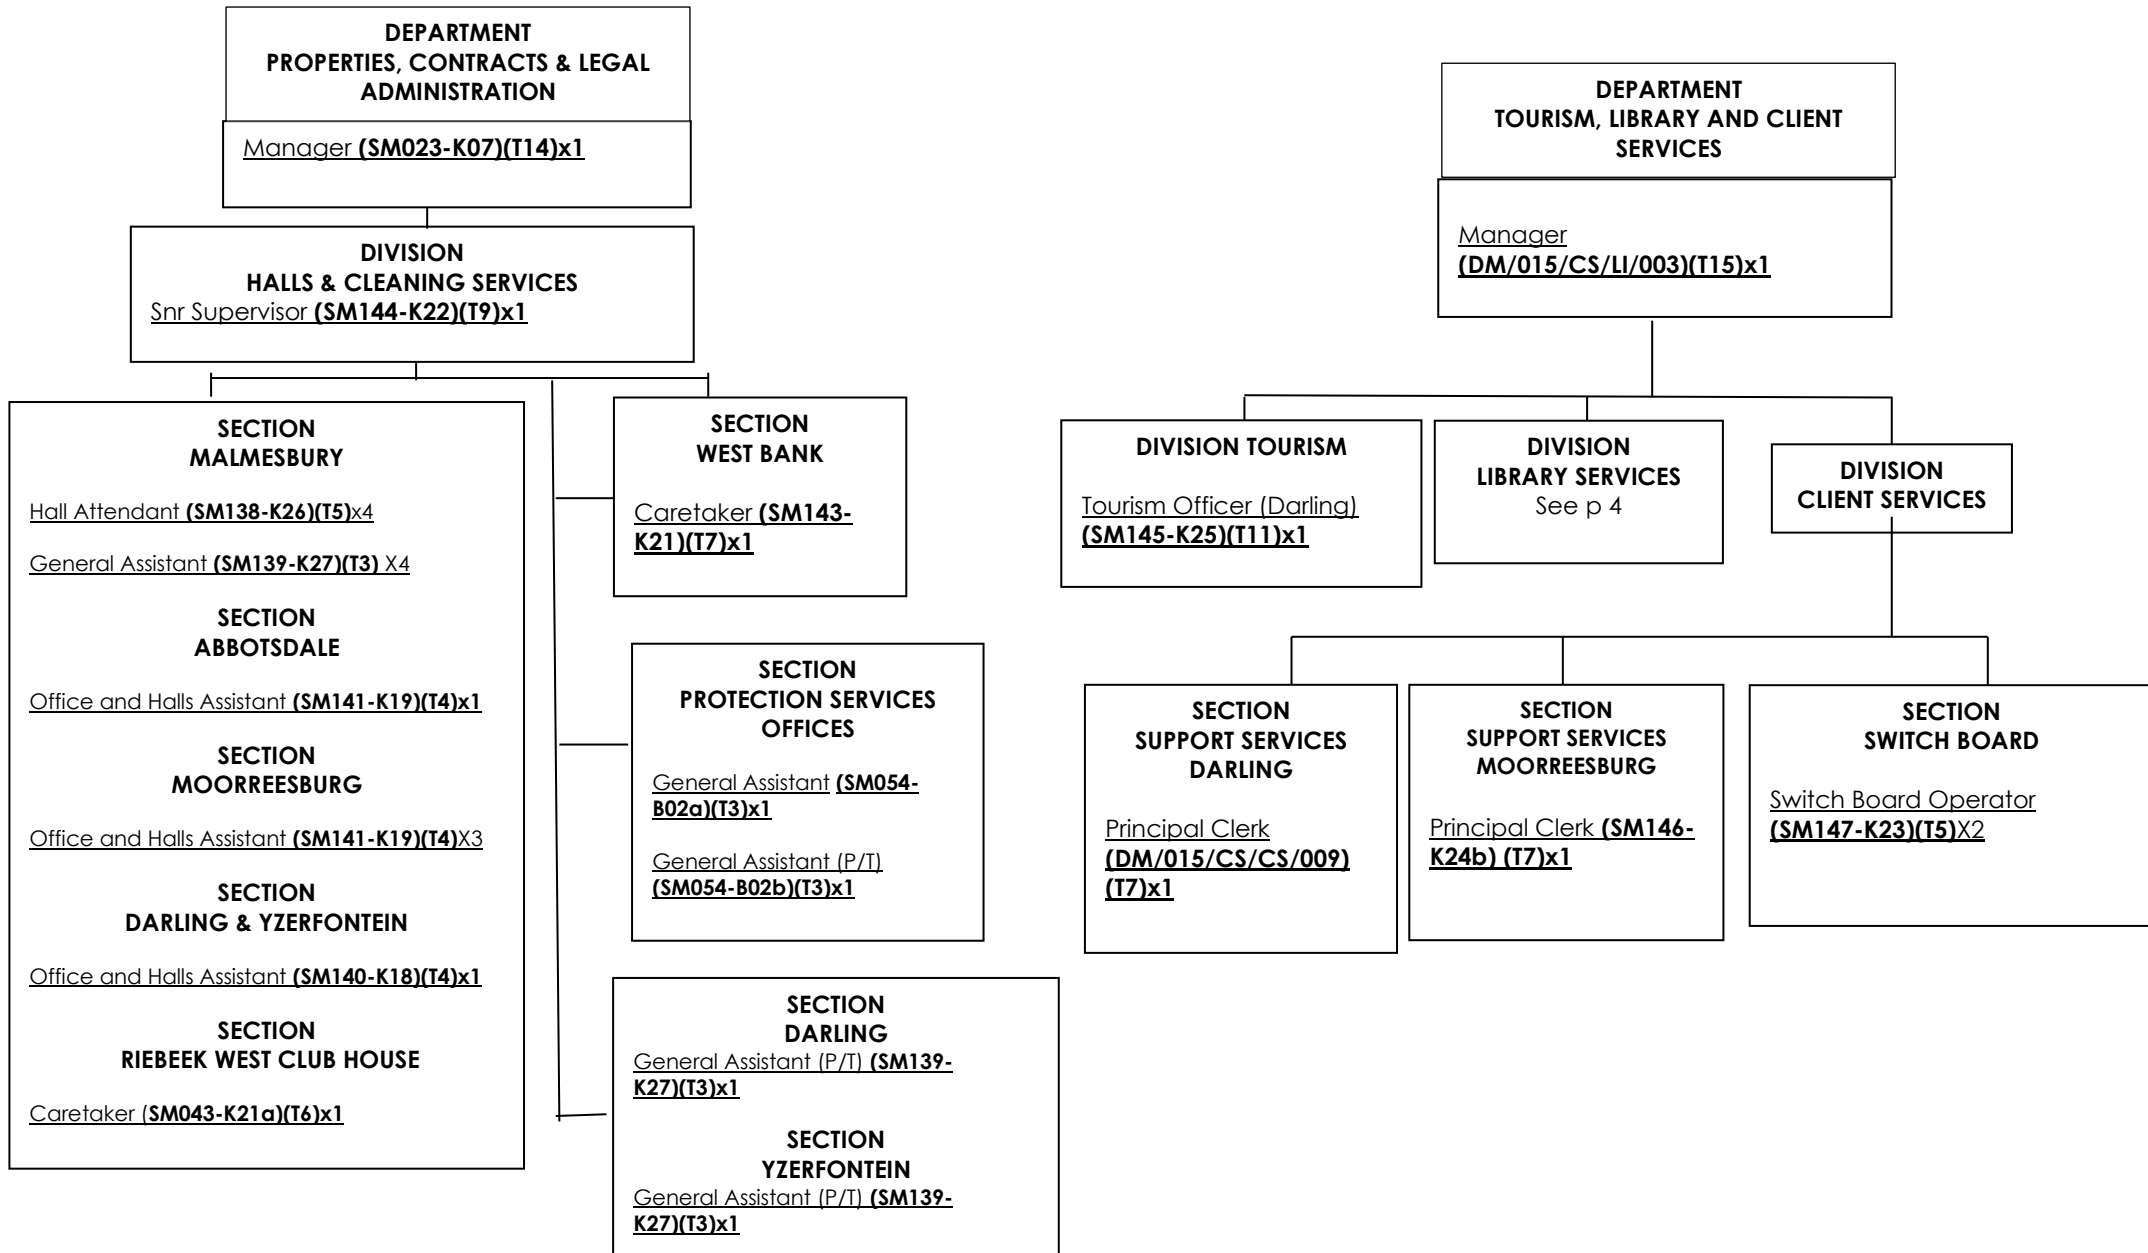 DEPARTMENT
PROPERTIES, CONTRACTS & LEGAL
ADMINISTRATION
Manager (SM023-K07)(T14)x1
DIVISION
HALLS & CLEANING SERVICES
Snr Supervisor (SM144-K22)(T9)x1
SECTION
MALMESBURY
Hall Attendant (SM138-K26)(T5)x4
General Assistant (SM139-K27)(T3) X4
SECTION
ABBOTSDALE
Office and Halls Assistant (SM141-K19)(T4)x1
SECTION
MOORREESBURG
Office and Halls Assistant (SM141-K19)(T4)X3
SECTION
DARLING & YZERFONTEIN
Office and Halls Assistant (SM140-K18)(T4)x1
SECTION
RIEBEEK WEST CLUB HOUSE
Caretaker (SM043-K21a)(T6)x1
SECTION
WEST BANK
Caretaker (SM143-
K21)(T7)x1
SECTION
PROTECTION SERVICES
OFFICES
General Assistant (SM054-
B02a)(T3)x1
General Assistant (P/T)
(SM054-B02b)(T3)x1
SECTION
DARLING
General Assistant (P/T) (SM139-
K27)(T3)x1
SECTION
YZERFONTEIN
General Assistant (P/T) (SM139-
K27)(T3)x1
DEPARTMENT
TOURISM, LIBRARY AND CLIENT
SERVICES
Manager
(DM/015/CS/LI/003)(T15)x1
DIVISION TOURISM
Tourism Officer (Darling)
(SM145-K25)(T11)x1
DIVISION
LIBRARY SERVICES
See p 4
DIVISION
CLIENT SERVICES
SECTION
SUPPORT SERVICES
DARLING
Principal Clerk
(DM/015/CS/CS/009)
(T7)x1
SECTION
SUPPORT SERVICES
MOORREESBURG
Principal Clerk (SM146-
K24b) (T7)x1
SECTION
SWITCH BOARD
Switch Board Operator
(SM147-K23)(T5)X2